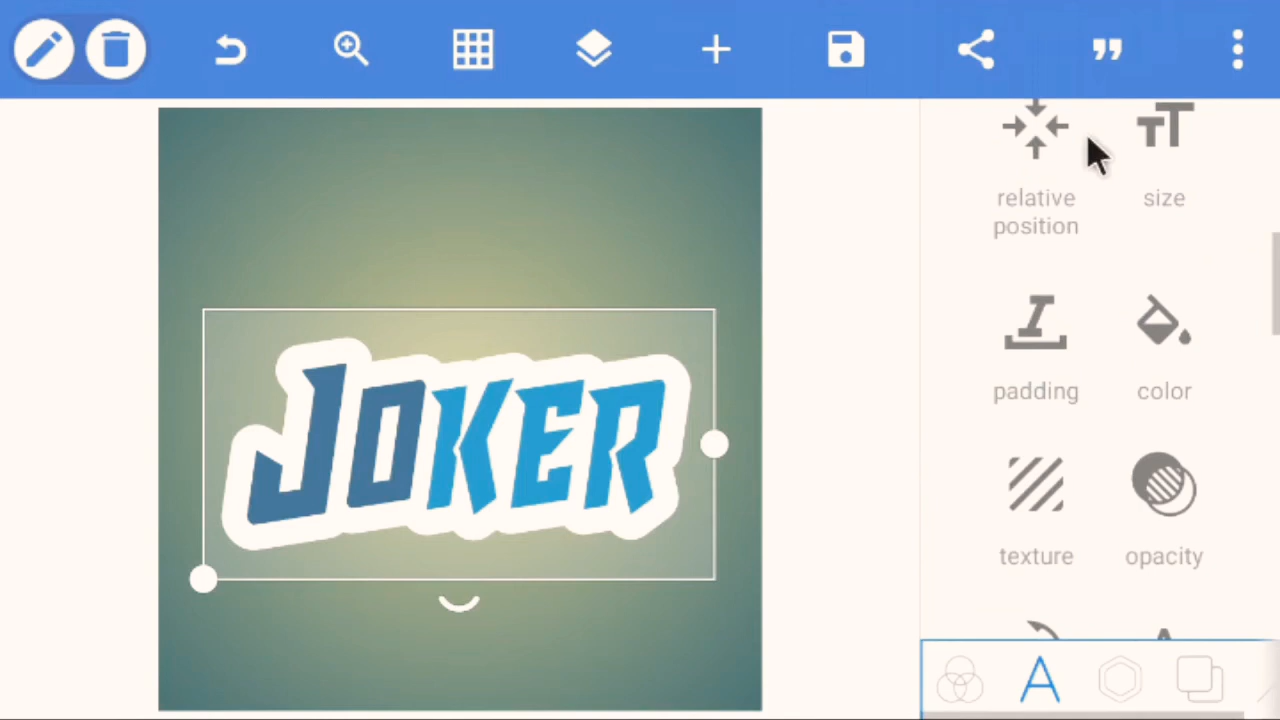 relative position
size
JOKER
padding
color
texture
opacity